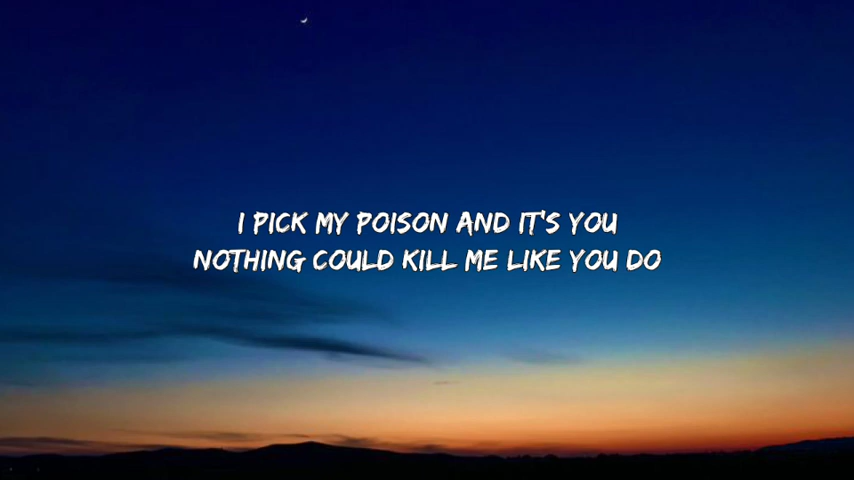 I PICK MY POISON AND IT'S YOU
NOTHING COULD KILL ME LIKE YOU DO